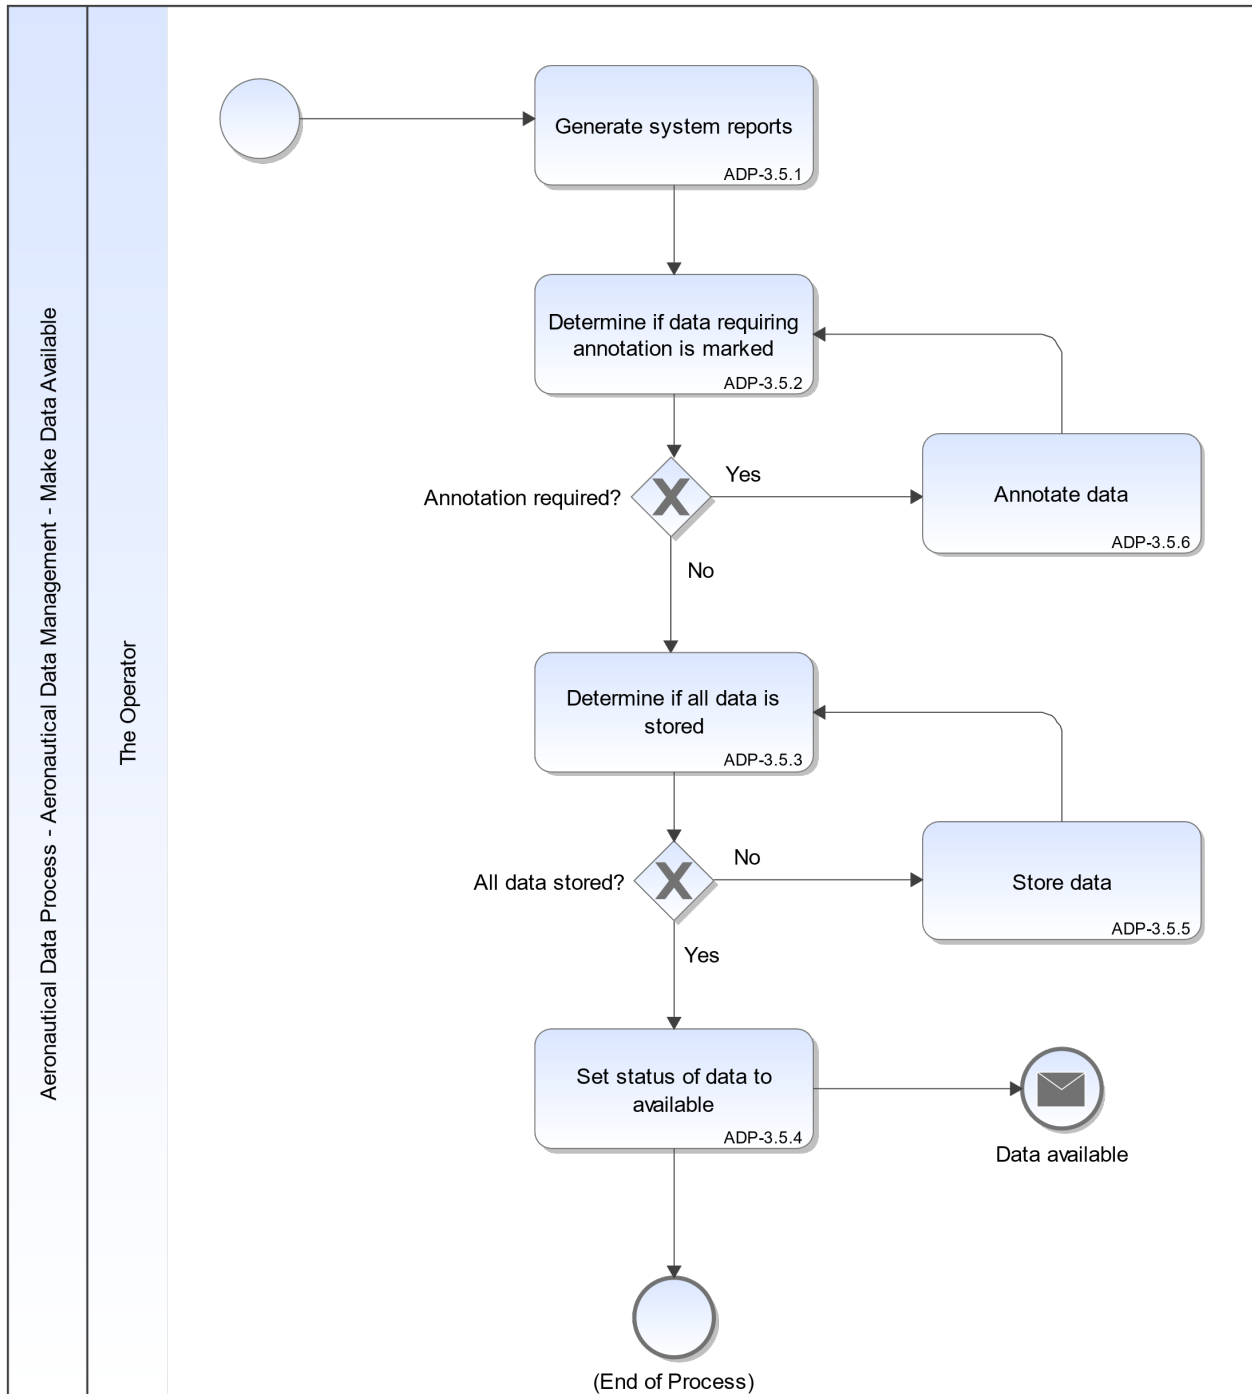 Aeronautical Data Process - Aeronautical Data Management - Make Data Available
The Operator
Generate system reports
ADP-3.5.1
Determine if data requiring
annotation is marked
ADP-3.5.2
Annotation required?
X
Yes
Annotate data
ADP-3.5.6
No
Determine if all data is
stored
ADP-3.5.3
All data stored?
X
No
Store data
ADP-3.5.5
Yes
Set status of data to
available
ADP-3.5.4
Data available
(End of Process)